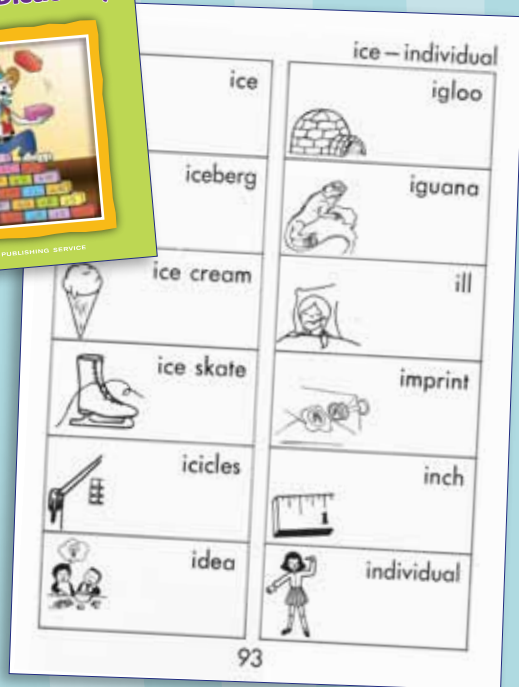 PUBLISHING SERVICE
ice – individual
ice
iceberg
ice cream
ice skate
icicles
idea
igloo
iguana
ill
imprint
inch
1
individual
93